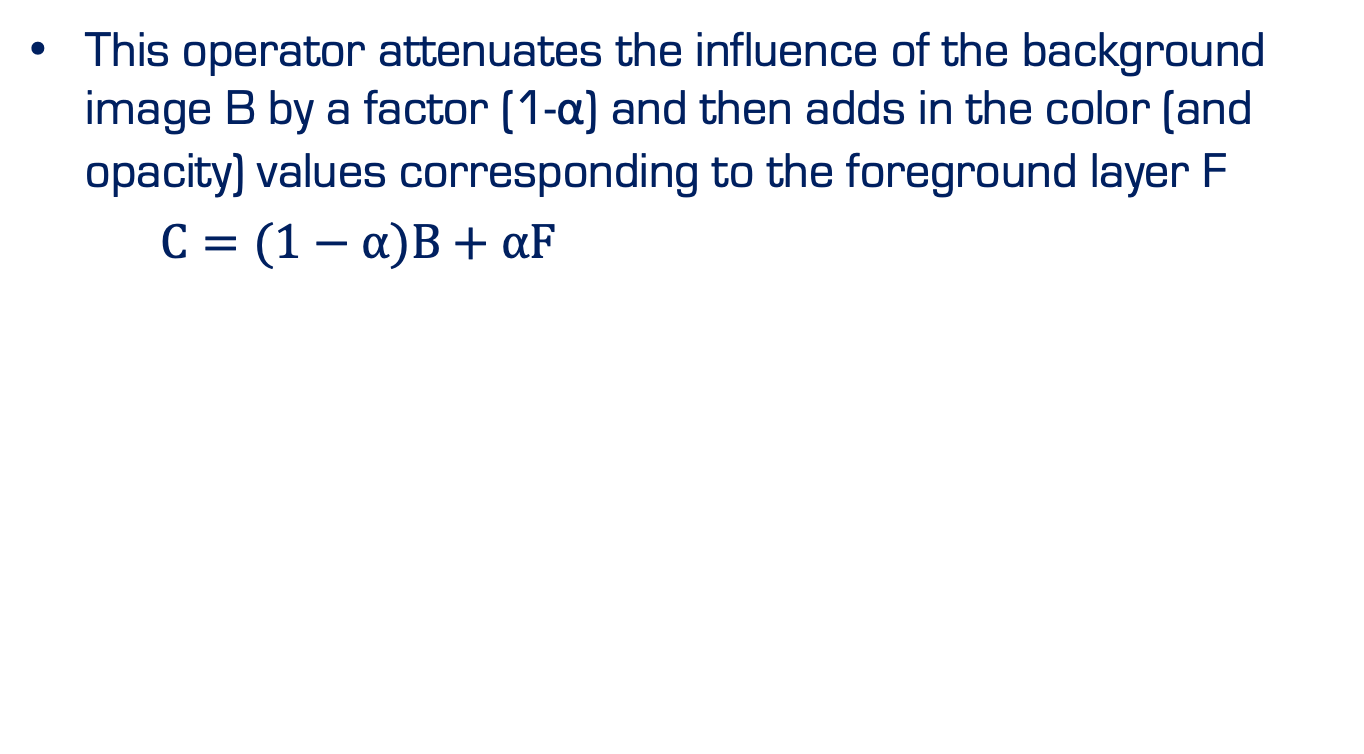 • This operator attenuates the influence of the background
image B by a factor (1-α) and then adds in the color (and
opacity) values corresponding to the foreground layer F
C = (1 − α)B + αF